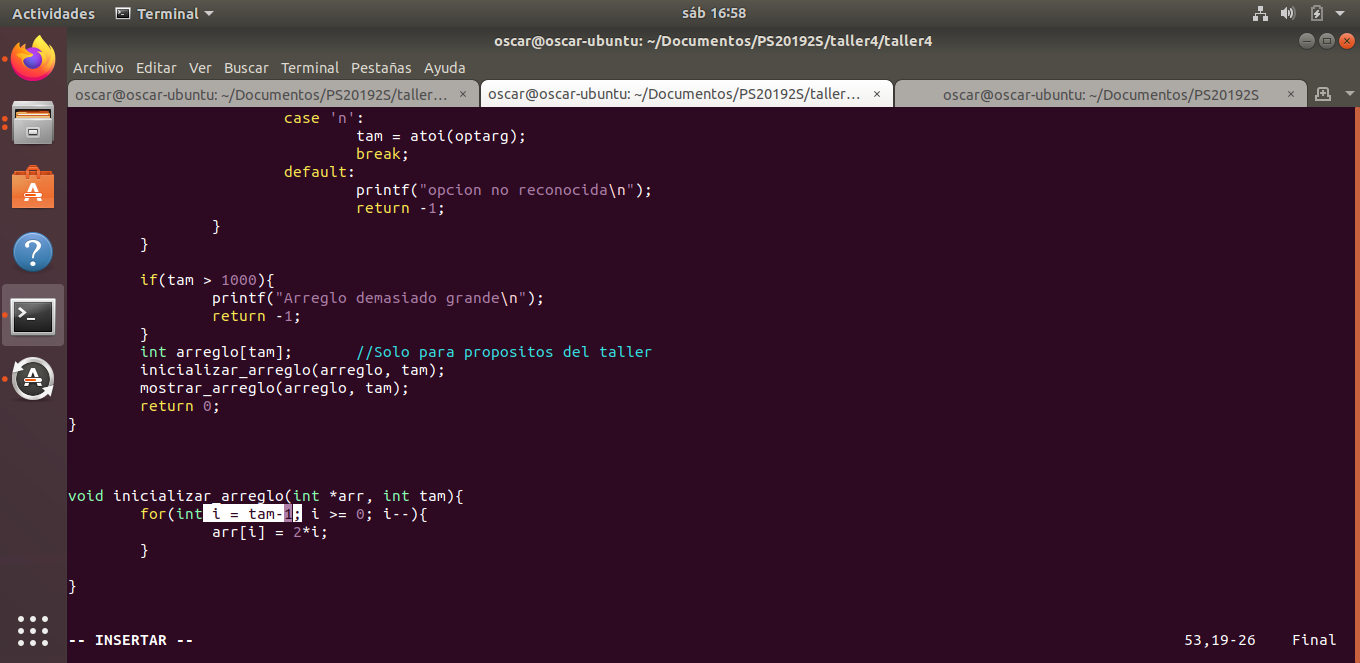 Actividades Terminal sáb 16:58
oscar@oscar-ubuntu: ~/Documentos/PS20192S/taller4/taller4
Archivo Editar Ver Buscar Terminal Pestañas Ayuda
oscar@oscar-ubuntu: ~/Documentos/PS20192S/taller... × oscar@oscar-ubuntu: ~/Documentos/PS20192S/taller... × oscar@oscar-ubuntu: ~/Documentos/PS20192S ×
case 'n':
tam = atoi(optarg);
break;
default:
printf("opcion no reconocida\n");
return -1;
}
}
if(tam > 1000){
printf("Arreglo demasiado grande\n");
return -1;
}
int arreglo[tam]; //Solo para propositos del taller
inicializar_arreglo(arreglo, tam);
mostrar_arreglo(arreglo, tam);
return 0;
}
void inicializar_arreglo(int *arr, int tam){
for(int i = tam-1; i >= 0; i--){
arr[i] = 2*i;
}
}
-- INSERTAR -- 53,19-26 Final